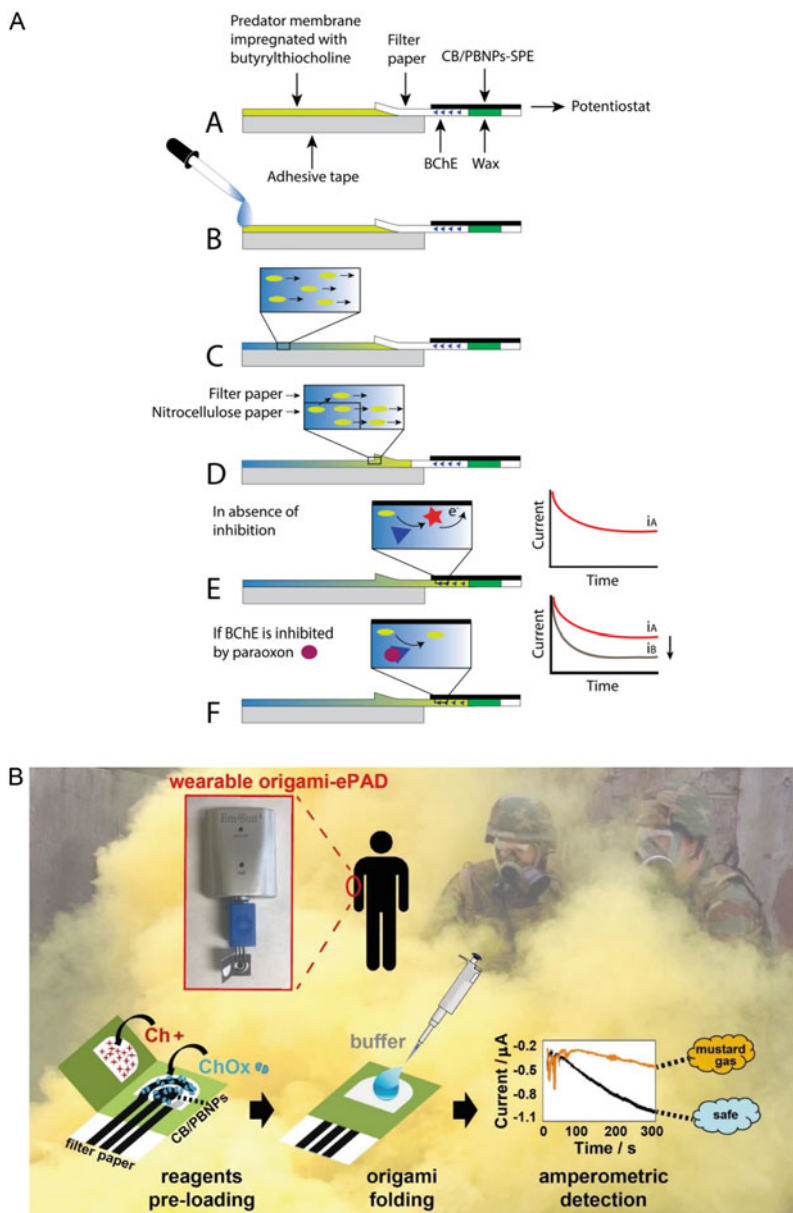 A
Predator membrane
impregnated with
butyrylthiocholine
Filter
paper
CB/PBNPs-SPE
Potentiostat
A
Adhesive tape
BChE
Wax
B
C
Filter paper
Nitrocellulose paper
D
In absence of
inhibition
e-
Current
iA
Time
E
If BChE is inhibited
by paraoxon
Current
iA
iB
Time
F
B
wearable origami-ePAD
Ch+
ChOx
CB/PBNPs
filter paper
buffer
Current / µA
-0.2
-0.5
-0.8
-1.1
0 100 200 300
Time / s
mustard
gas
safe
reagents
pre-loading
origami
folding
amperometric
detection